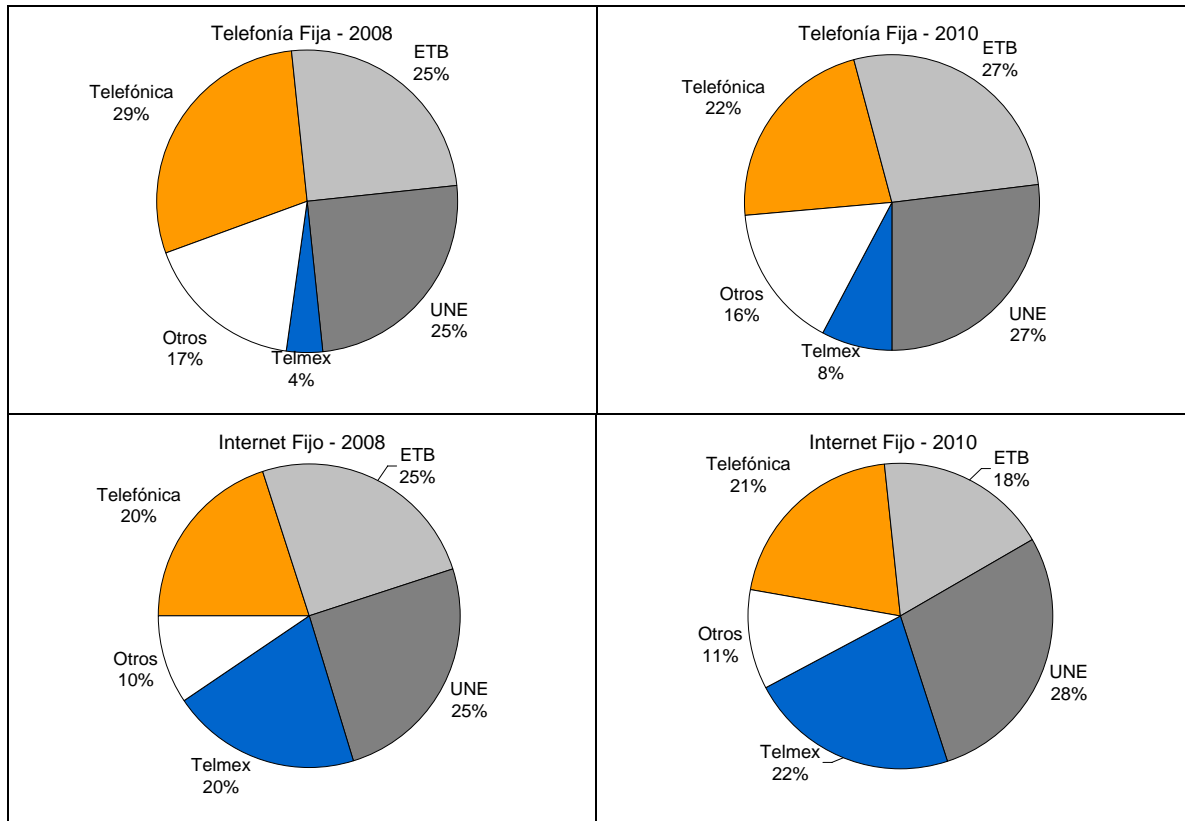 Telefonía Fija - 2008
ETB
25%
Telefónica
29%
UNE
25%
Otros
17%
Telmex
4%
Telefonía Fija - 2010
ETB
27%
Telefónica
22%
UNE
27%
Otros
16%
Telmex
8%
Internet Fijo - 2008
ETB
25%
Telefónica
20%
Otros
10%
UNE
25%
Telmex
20%
Internet Fijo - 2010
ETB
18%
Telefónica
21%
Otros
11%
UNE
28%
Telmex
22%